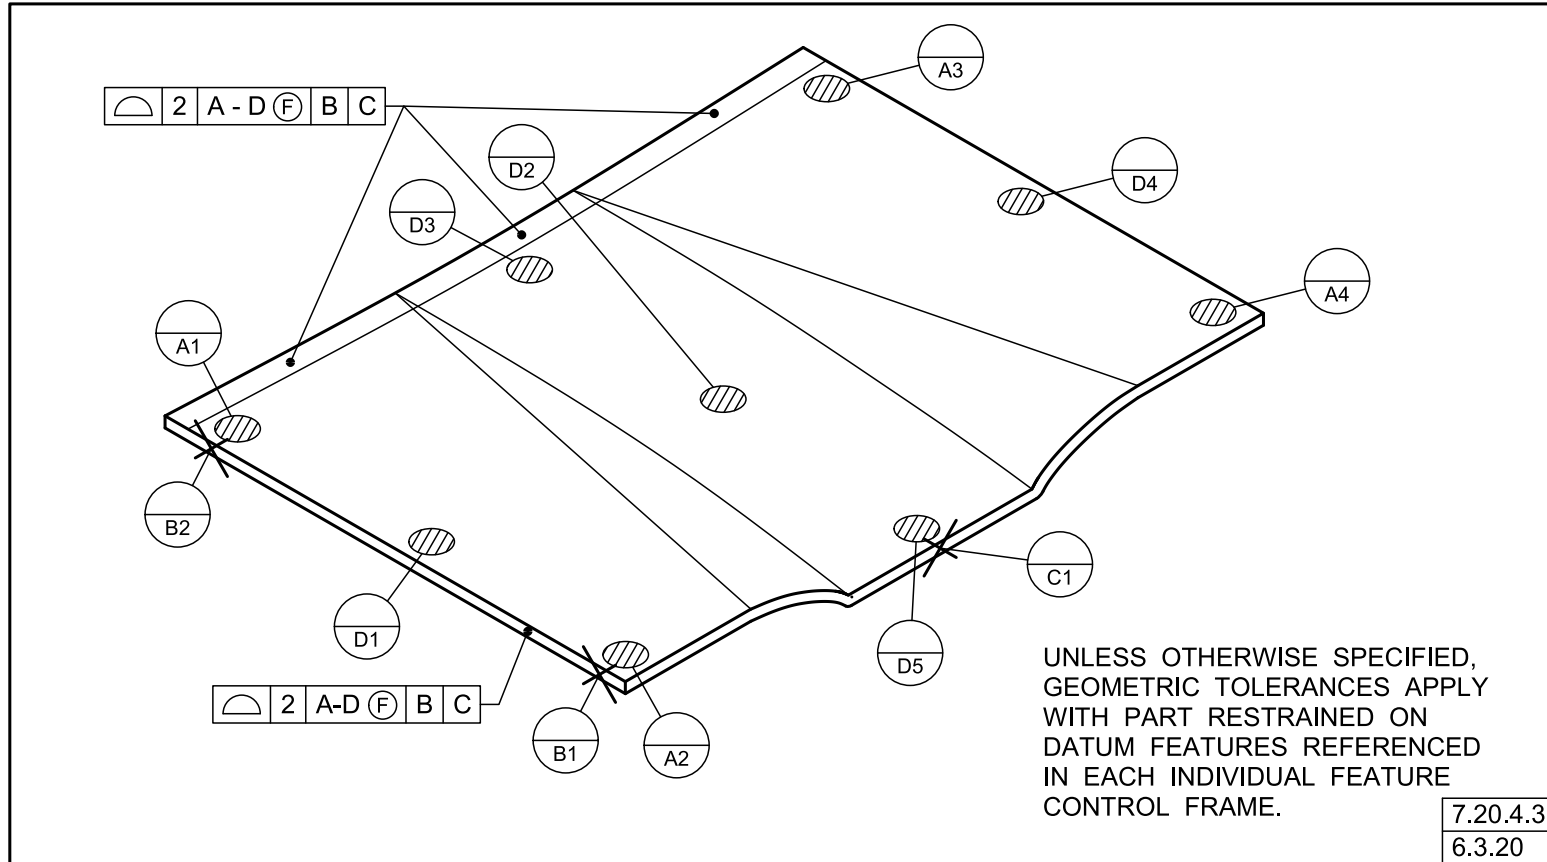 A3
2 A - D Ⓕ B C
D2
D4
D3
A4
A1
B2
C1
D1
D5
2 A-D Ⓕ B C
B1
A2
UNLESS OTHERWISE SPECIFIED,
GEOMETRIC TOLERANCES APPLY
WITH PART RESTRAINED ON
DATUM FEATURES REFERENCED
IN EACH INDIVIDUAL FEATURE
CONTROL FRAME.
7.20.4.3
6.3.20